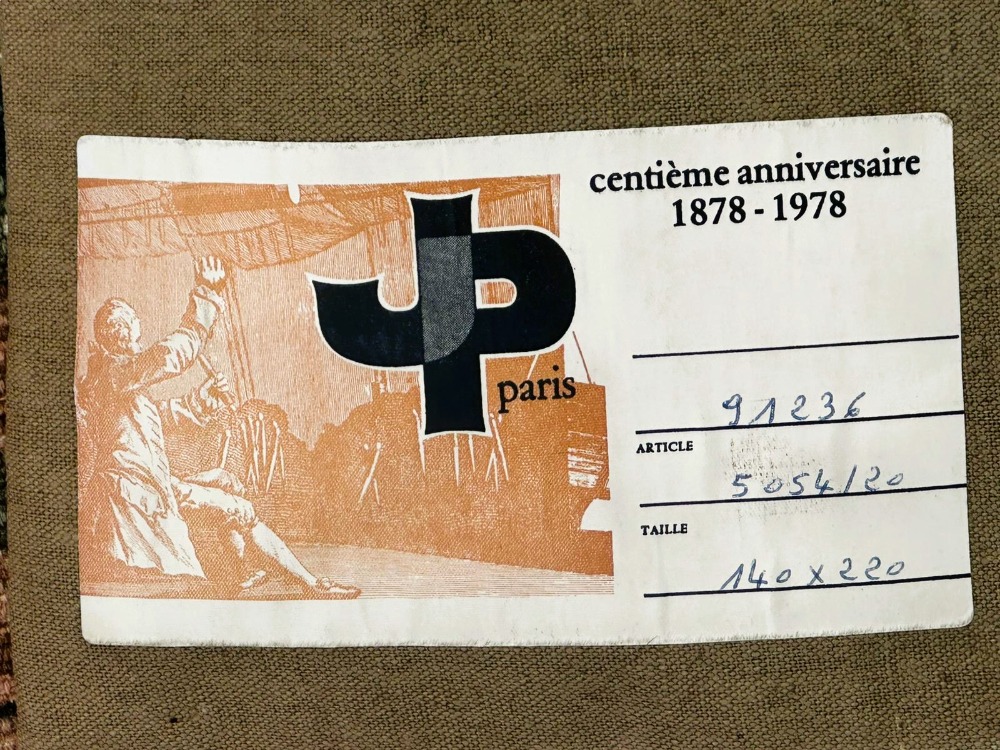 centième anniversaire
1878 - 1978
JP
paris
91236
ARTICLE
5054/20
TAILLE
140 x 220